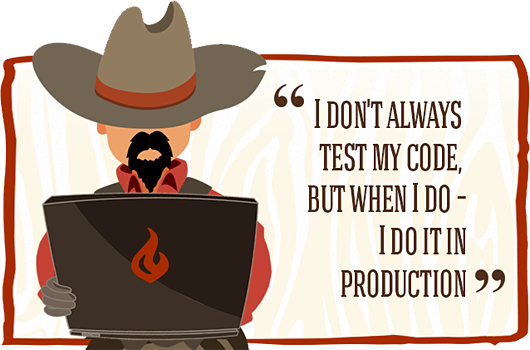 “ I DON'T ALWAYS
TEST MY CODE,
BUT WHEN I DO -
I DO IT IN
PRODUCTION ”